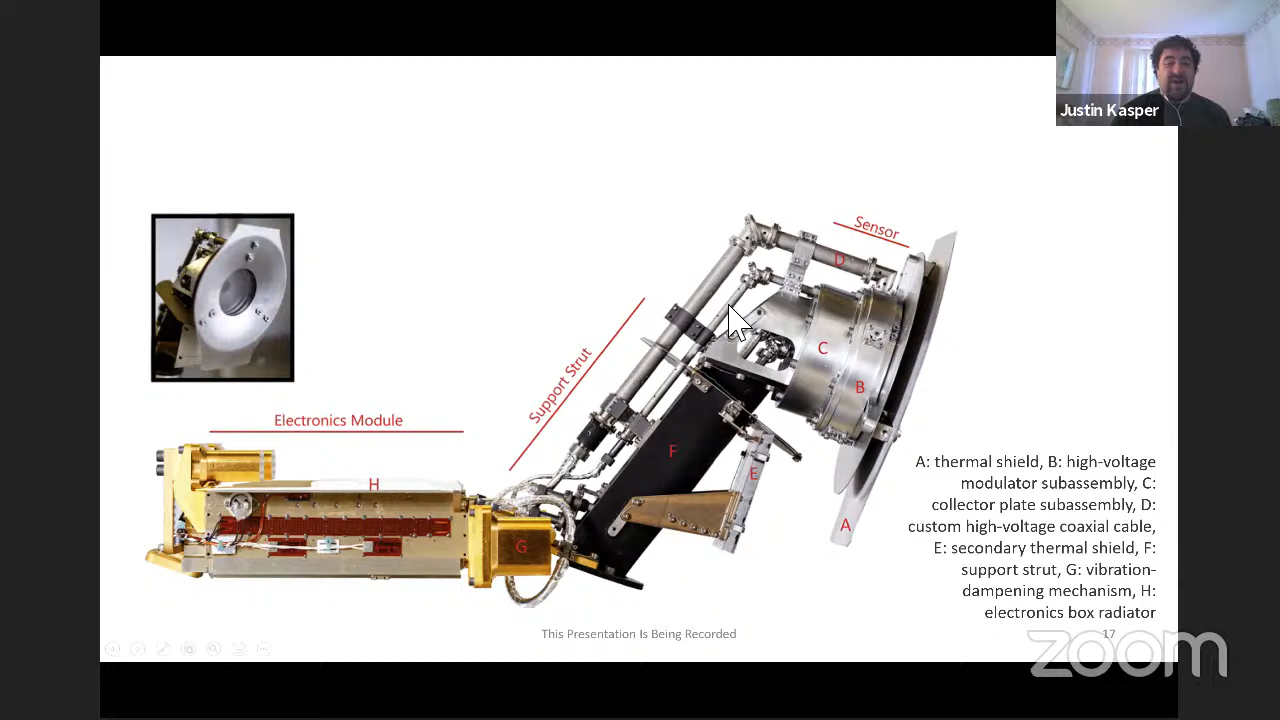 Justin Kasper
Sensor
D
Support Strut
C
B
Electronics Module
F
E
H
G
A
A: thermal shield, B: high-voltage
modulator subassembly, C:
collector plate subassembly, D:
custom high-voltage coaxial cable,
E: secondary thermal shield, F:
support strut, G: vibration-
dampening mechanism, H:
electronics box radiator
This Presentation Is Being Recorded
17
zoom